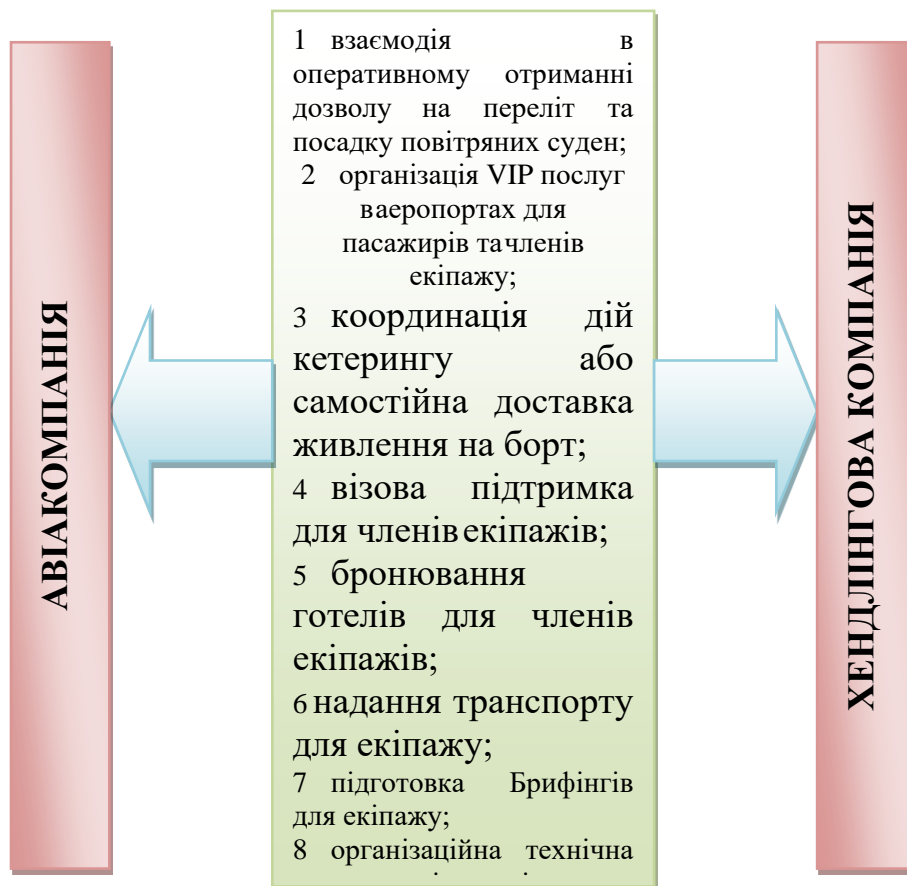 АВІАКОМПАНІЯ
1 взаємодія в
оперативному отриманні
дозволу на переліт та
посадку повітряних суден;
2 організація VIP послуг
ваеропортах для
пасажирів тачленів
екіпажу;
3 координація дій
кетерингу або
самостійна доставка
живлення на борт;
4 візова підтримка
для членів екіпажів;
5 бронювання
готелів для членів
екіпажів;
6 надання транспорту
для екіпажу;
7 підготовка Брифінгів
для екіпажу;
8 організаційна технічна
ХЕНДЛІНГОВА КОМПАНІЯ